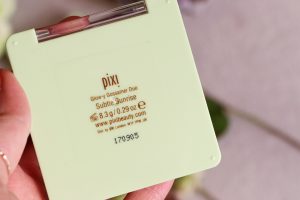 pixi
Glow-y Gossamer Duo
Subtle Sunrise
8.3 g / 0.29 oz e
www.pixibeauty.com
170905